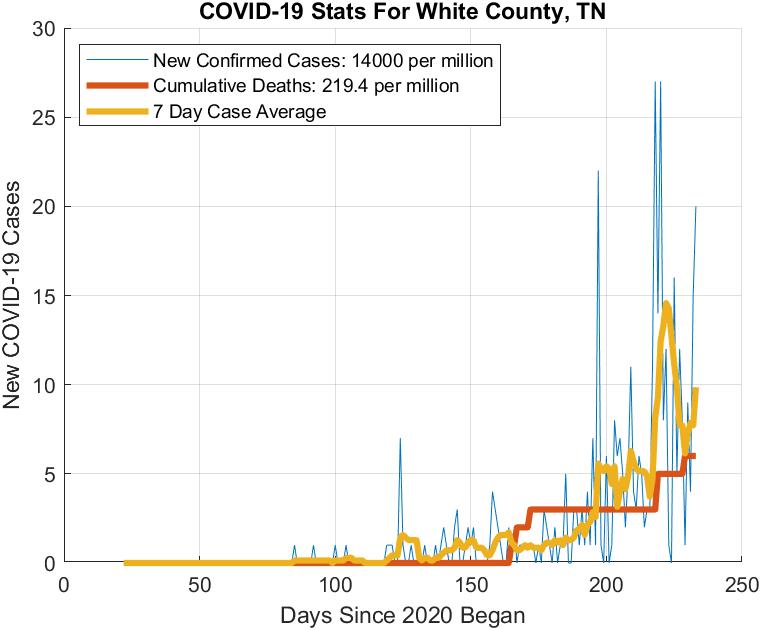 COVID-19 Stats For White County, TN
New Confirmed Cases: 14000 per million
Cumulative Deaths: 219.4 per million
7 Day Case Average
New COVID-19 Cases
30
25
20
15
10
5
0
0 50 100 150 200 250
Days Since 2020 Began